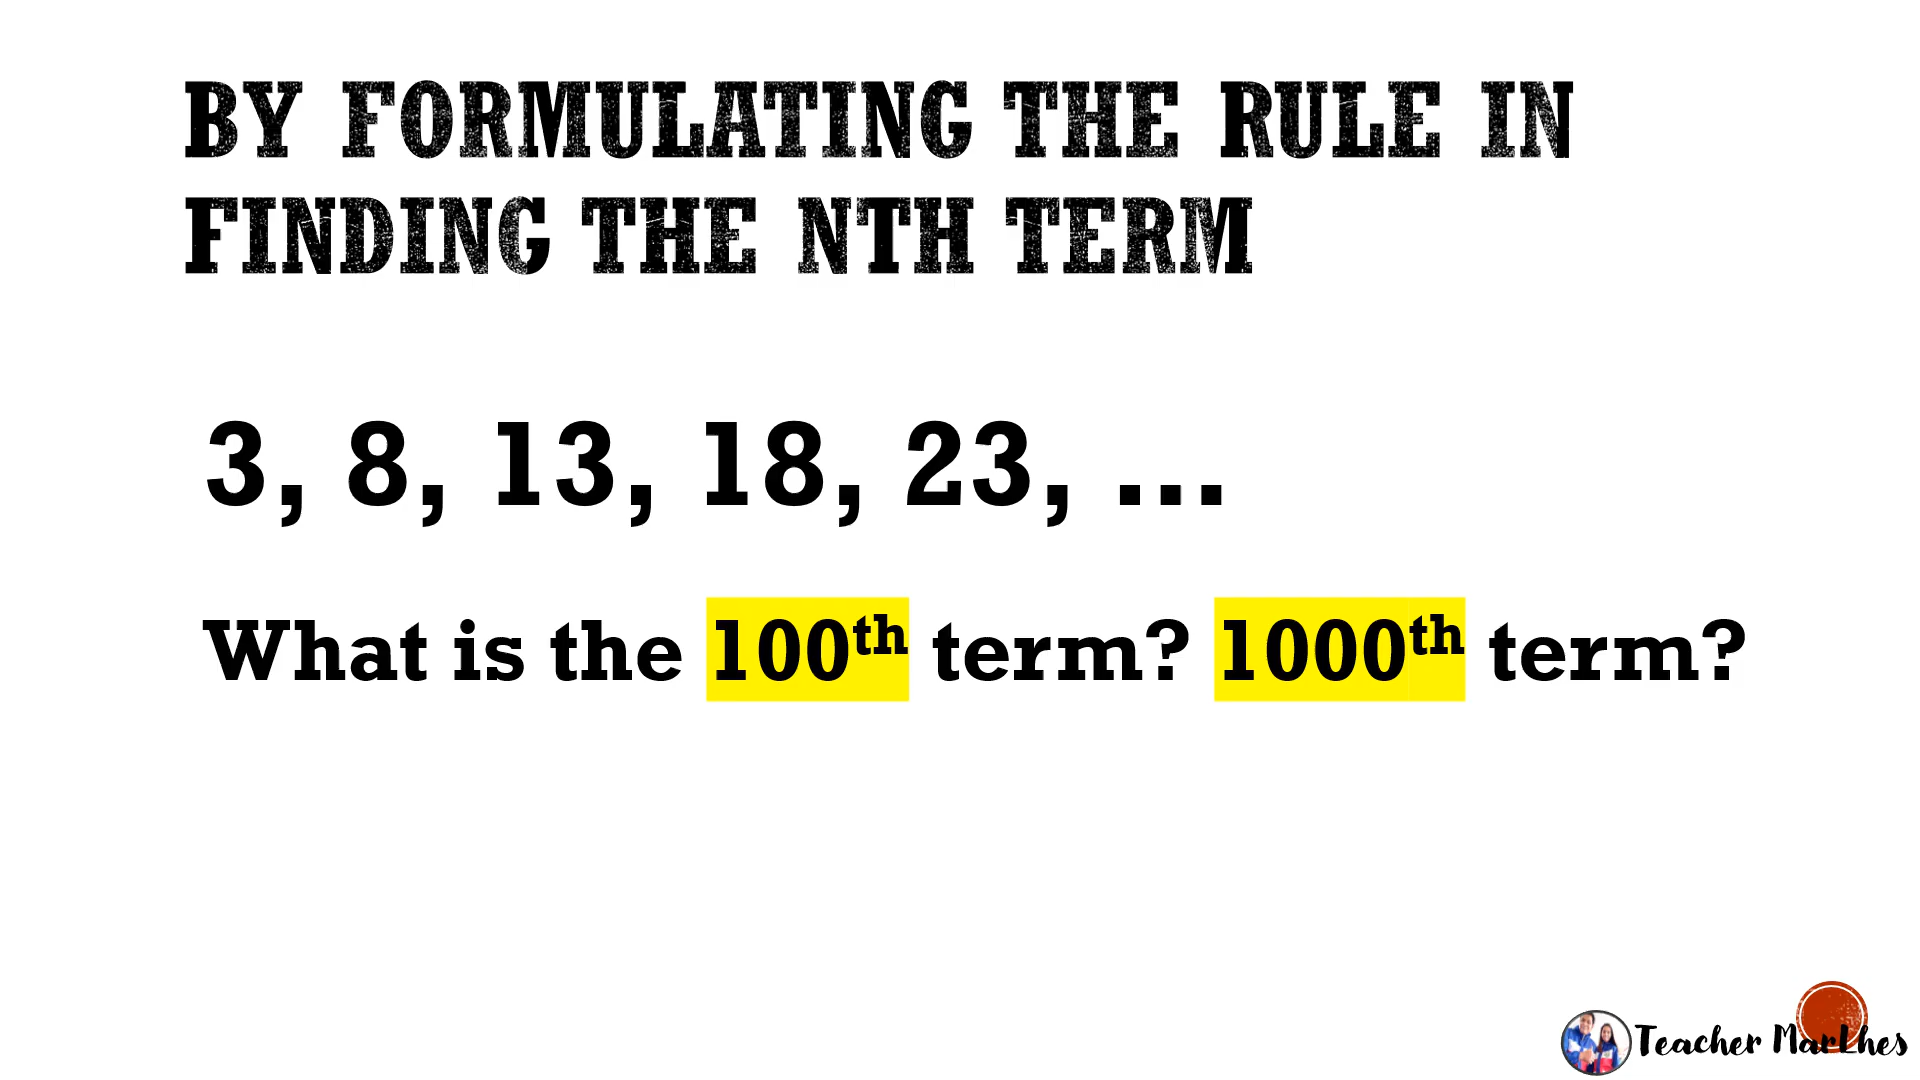 BY FORMULATING THE RULE IN
FINDING THE NTH TERM
3, 8, 13, 18, 23, ...
What is the 100th term? 1000th term?
Teacher MarLhes